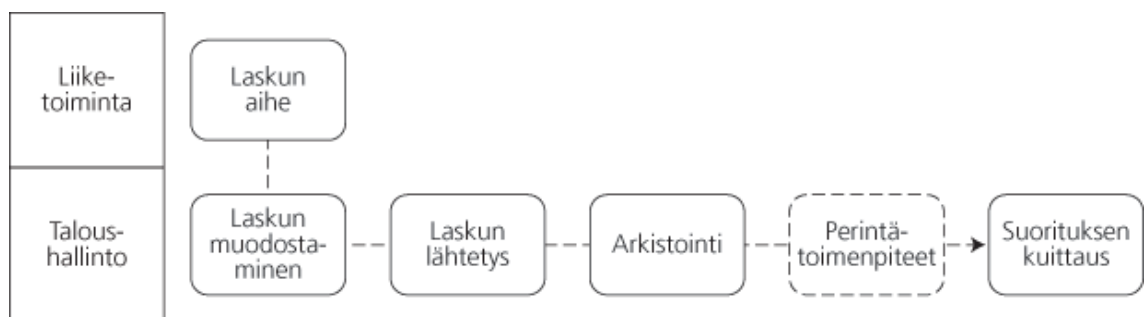 Liike-
toiminta
Laskun
aihe
Talous-
hallinto
Laskun
muodosta-
minen
Laskun
lähtetys
Arkistointi
Perintä-
toimenpiteet
Suorituksen
kuittaus